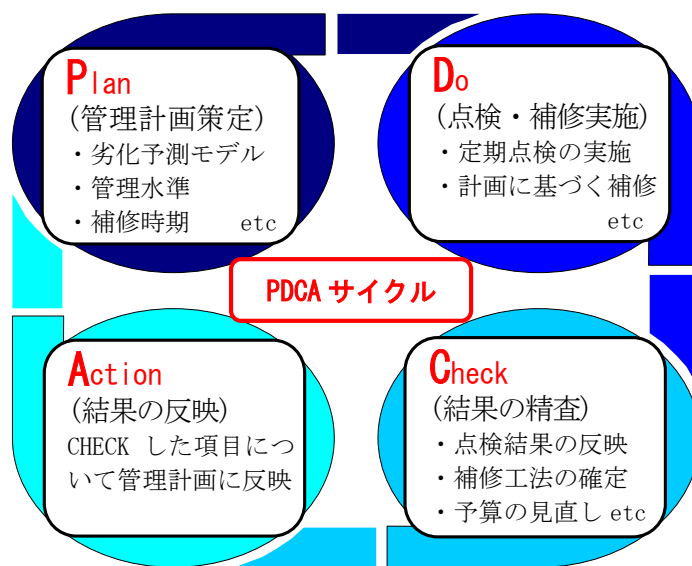 Plan
(管理計画策定)
・劣化予測モデル
・管理水準
・補修時期 etc
Do
(点検・補修実施)
・定期点検の実施
・計画に基づく補修
etc
PDCA サイクル
Action
(結果の反映)
CHECK した項目につ
いて管理計画に反映
Check
(結果の精査)
・点検結果の反映
・補修工法の確定
・予算の見直し etc